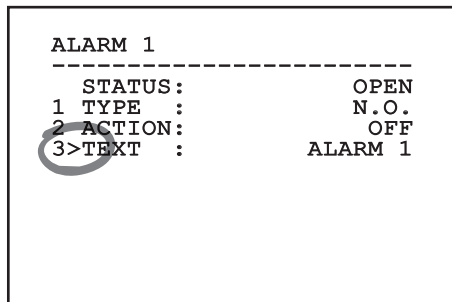 ALARM 1
------------------------
STATUS: OPEN
1 TYPE : N.O.
2 ACTION: OFF
3>TEXT : ALARM 1